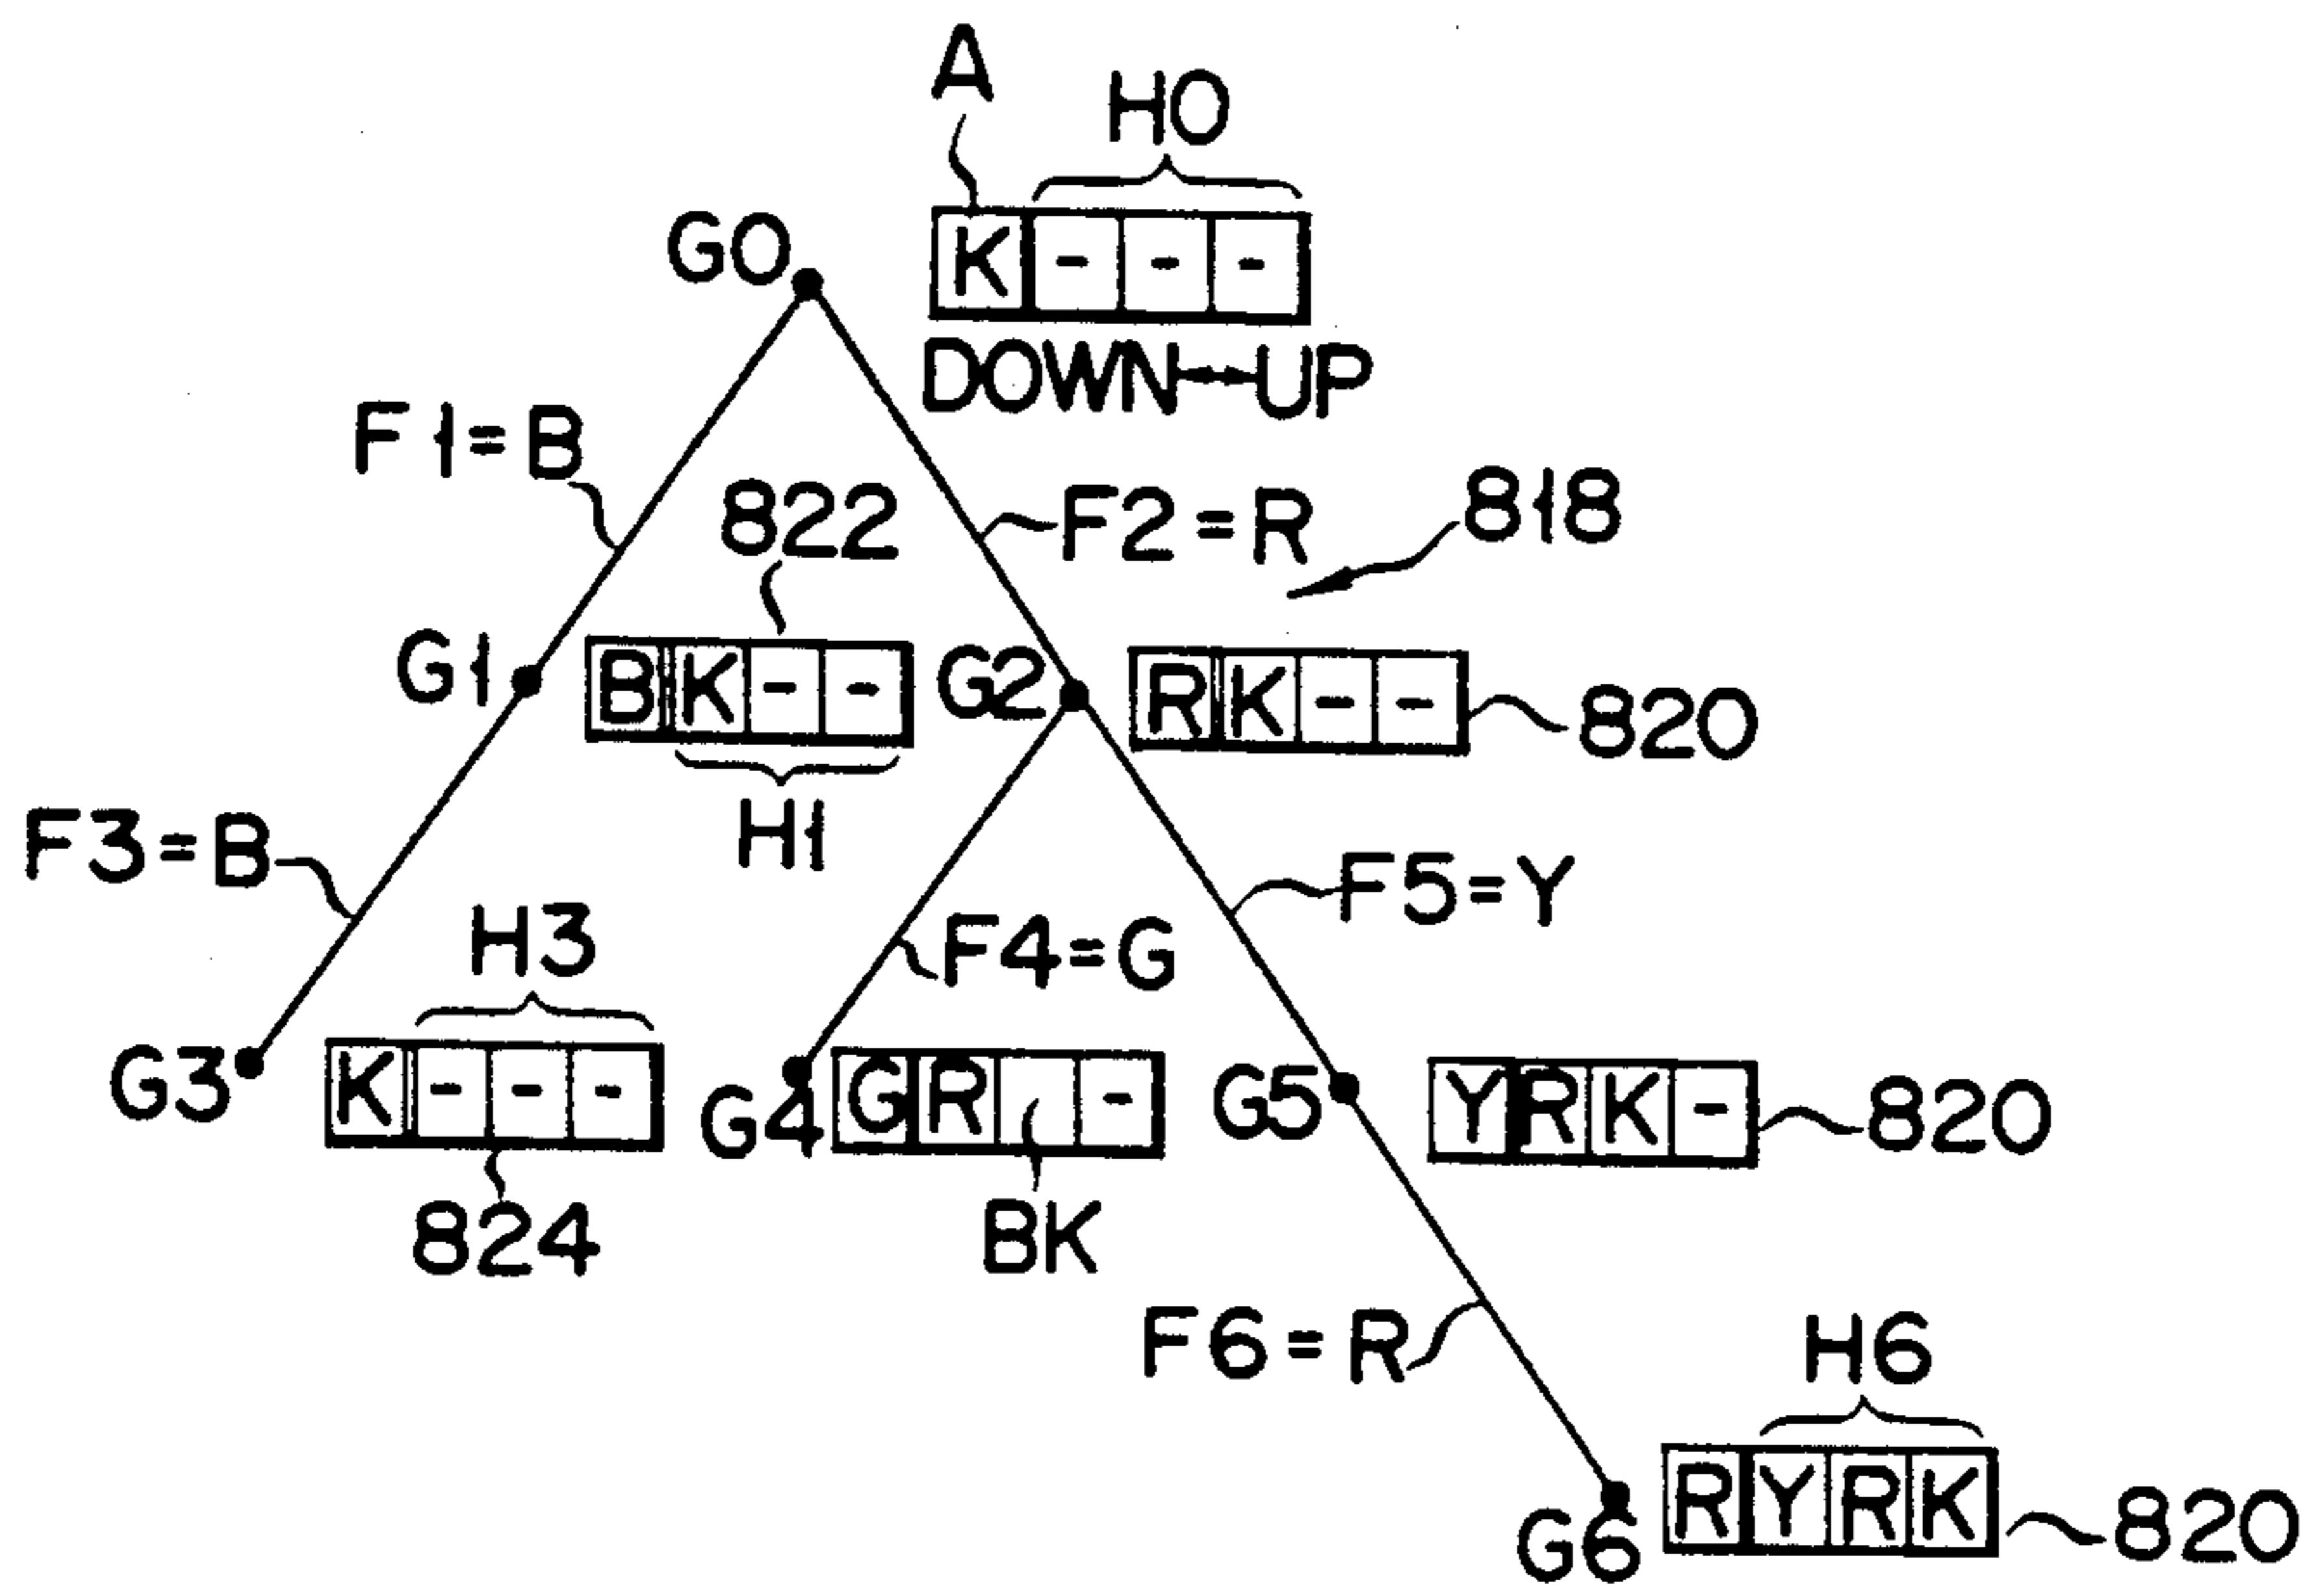 A
H0
G0
K - - -
DOWN↔UP
F1=B
822
F2=R
818
G1
B K - -
G2
R K - -
820
H1
F3=B
F5=Y
H3
F4=G
G3
K - - -
G4
G R -
G5
Y R K -
820
824
BK
F6=R
H6
R Y R K
G6
820